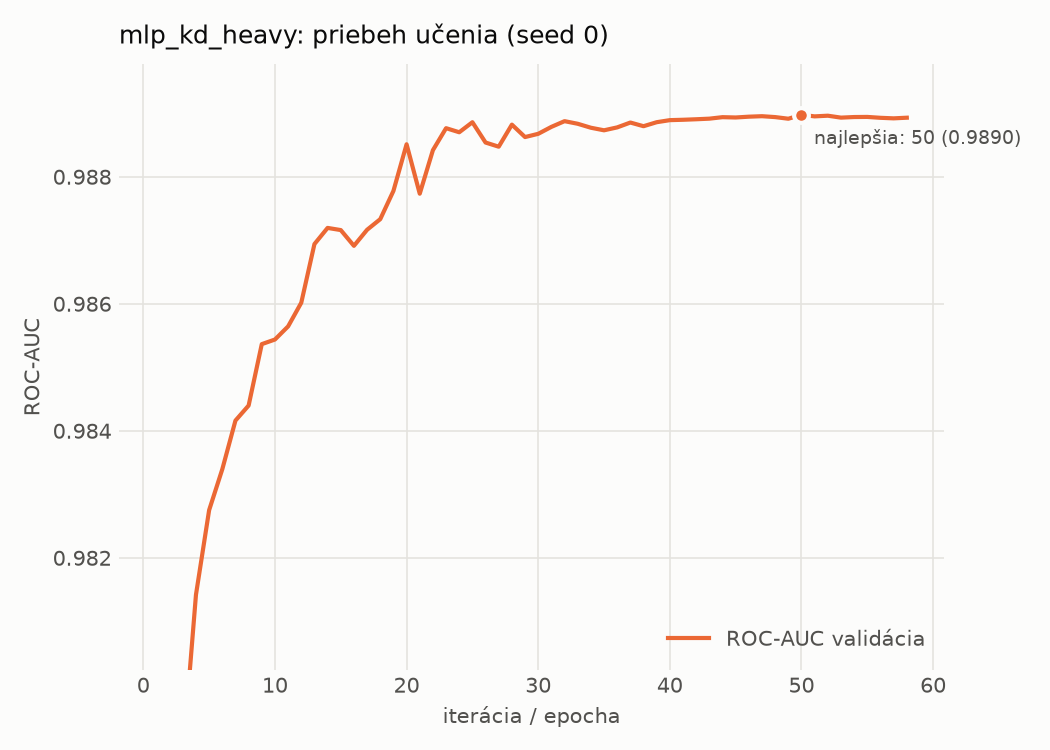 mlp_kd_heavy: priebeh učenia (seed 0)
najlepšia: 50 (0.9890)
0.988
0.986
0.984
0.982
ROC-AUC
ROC-AUC validácia
0 10 20 30 40 50 60
iterácia / epocha